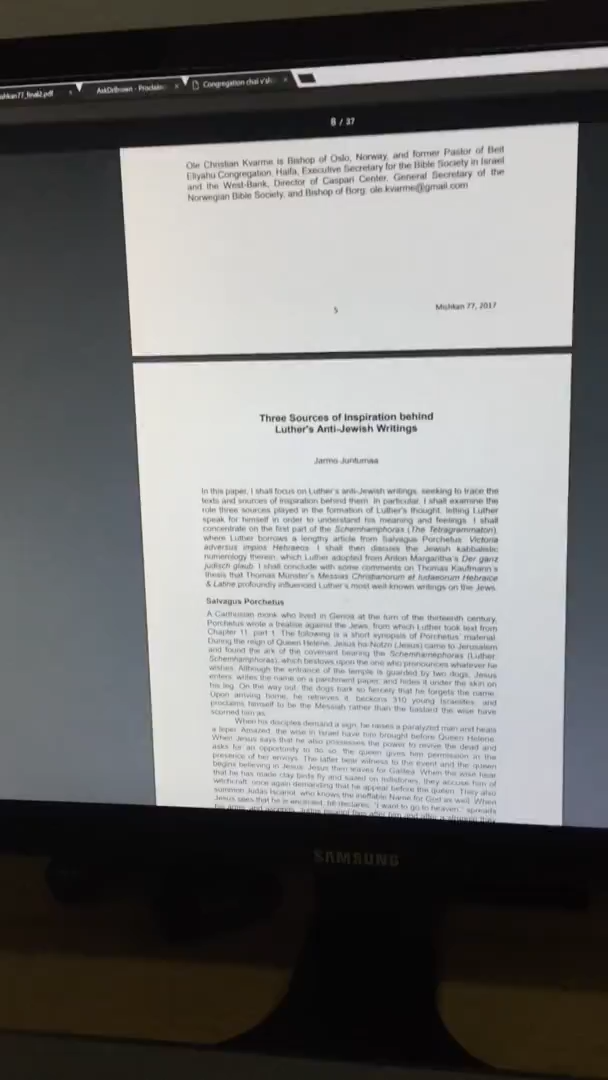 AskDrBrown - Proclaim
Congregation chai v'sh
8 / 37
Ole Christian Kvarme is Bishop of Oslo, Norway, and former Pastor of Beit
Eliyahu Congregation, Haifa, Executive Secretary for the Bible Society in Israel
and the West-Bank, Director of Caspari Center, General Secretary of the
Norwegian Bible Society, and Bishop of Borg. ole.kvarme@gmail.com
5
Mishkan 77, 2017
Three Sources of Inspiration behind
Luther's Anti-Jewish Writings
Jarmo Juntumaa
In this paper, I shall focus on Luther's anti-Jewish writings, seeking to trace the
texts and sources of inspiration behind them. In particular, I shall examine the
role three sources played in the formation of Luther's thought, letting Luther
speak for himself in order to understand his meaning and feelings. I shall
concentrate on the first part of the Schemhamphorax (The Tetragrammaton),
where Luther borrows a lengthy article from Salvagus Porchetus' Victoria
adversus impios Hebraeos. I shall then discuss the Jewish kabbalistic
numerology therein, which Luther adopted from Anton Margaritha's Der ganz
judisch glaub. I shall conclude with some comments on Thomas Kaufmann's
thesis that Thomas Munster's Messias Christianorum et Iudaeorum Hebraice
& Latine profoundly influenced Luther's most well-known writings on the Jews.
Salvagus Porchetus
A Carthusian monk who lived in Genoa at the turn of the thirteenth century,
Porchetus wrote a treatise against the Jews, from which Luther took text from
Chapter 11, part 1. The following is a short synopsis of Porchetus' material.
During the reign of Queen Helene, Jesus ha-Notzri (Jesus) came to Jerusalem
and found the ark of the covenant bearing the Schemhamephoras (Luther:
Schemhamphoras), which bestows upon the one who pronounces whatever he
wishes. Although the entrance of the temple is guarded by two dogs, Jesus
enters, writes the name on a parchment paper, and hides it under the skin on
his leg. On the way out, the dogs bark so fiercely that he forgets the name.
Upon arriving home, he retrieves it, beckons 310 young Israelites, and
proclaims himself to be the Messiah rather than the bastard the wise have
scorned him as.
When his disciples demand a sign, he raises a paralyzed man and heals
a leper. Amazed, the wise in Israel have him brought before Queen Helene.
When Jesus says that he also possesses the power to revive the dead and
asks for an opportunity to do so, the queen gives him permission in the
presence of her envoys. The latter bear witness to the event and the queen
begins believing in Jesus. Jesus then leaves for Galilea. When the wise hear
that he has made clay birds fly and sailed on millstones, they accuse him of
witchcraft, once again demanding that he appear before the queen. They also
summon Judas Iscariot, who knows the ineffable Name for God as well. When
Jesus sees that he is encircled, he declares, "I want to go to heaven," spreads
his arms, and ascends. Judas
SAMSUNG